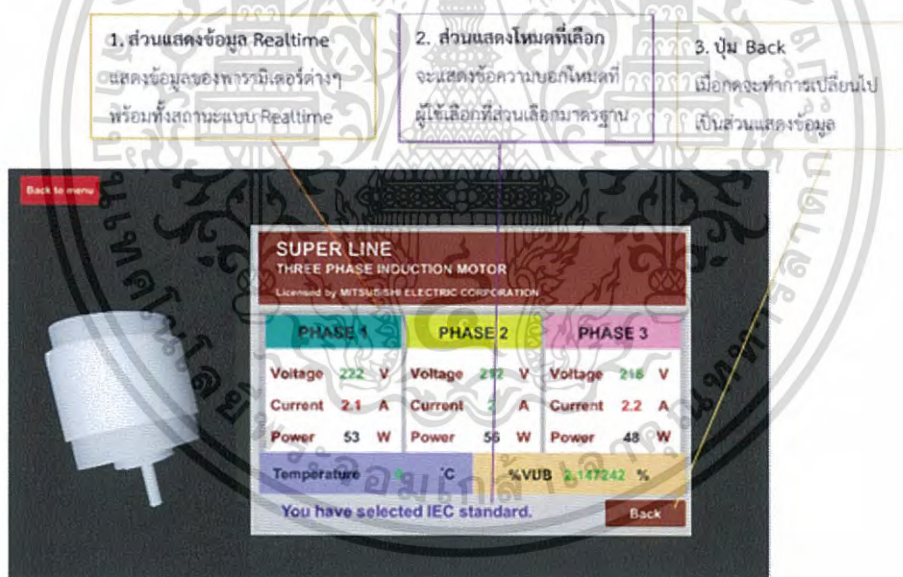 1. ส่วนแสดงข้อมูล Realtime
แสดงข้อมูลของพารามิเตอร์ต่างๆ
พร้อมทั้งสถานะแบบ Realtime
2. ส่วนแสดงโหมดที่เลือก
จะแสดงข้อความบอกโหมดที่
ผู้ใช้เลือกที่ส่วนเลือกมาตรฐาน
3. ปุ่ม Back
เมื่อกดจะทำการเปลี่ยนไป
เป็นส่วนแสดงข้อมูล
Back to menu
SUPER LINE
THREE PHASE INDUCTION MOTOR
Licensed by MITSUBISHI ELECTRIC CORPORATION
PHASE 1 PHASE 2 PHASE 3
Voltage 222 V Voltage 212 V Voltage 218 V
Current 2.1 A Current A Current 2.2 A
Power 53 W Power 56 W Power 48 W
Temperature °C %VUB 2.147242 %
You have selected IEC standard. Back